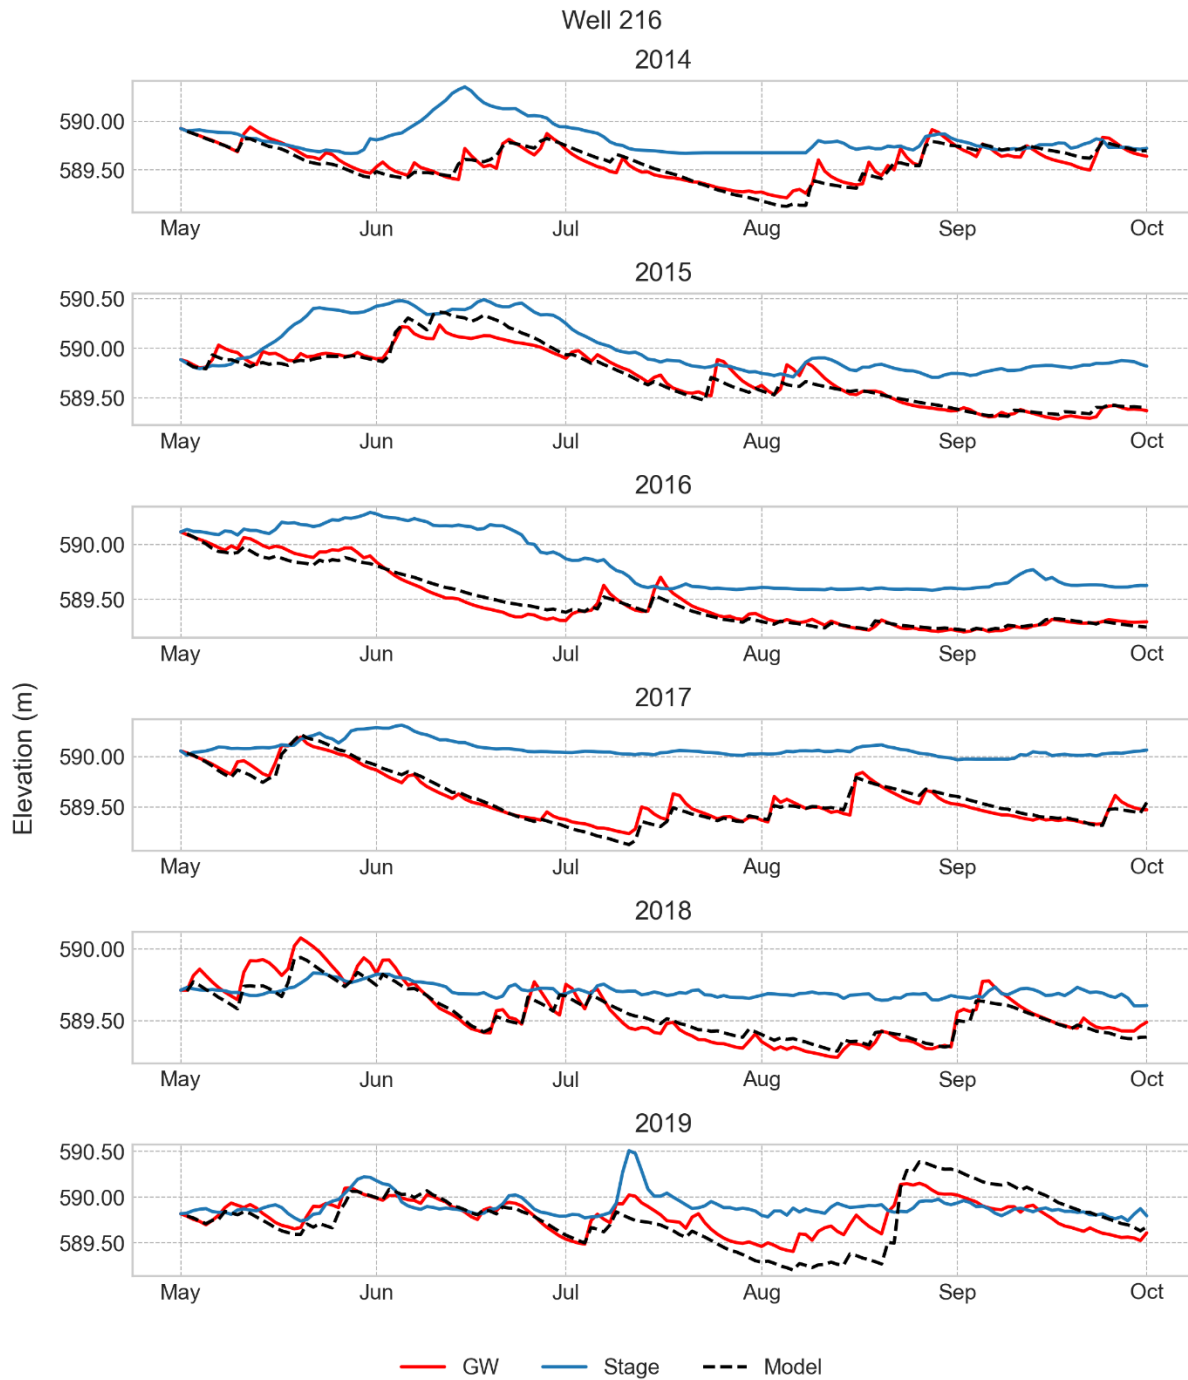 Well 216
2014
590.00
589.50
May Jun Jul Aug Sep Oct
2015
590.50
590.00
589.50
May Jun Jul Aug Sep Oct
2016
590.00
589.50
May Jun Jul Aug Sep Oct
Elevation (m)
2017
590.00
589.50
May Jun Jul Aug Sep Oct
2018
590.00
589.50
May Jun Jul Aug Sep Oct
2019
590.50
590.00
589.50
May Jun Jul Aug Sep Oct
GW Stage Model